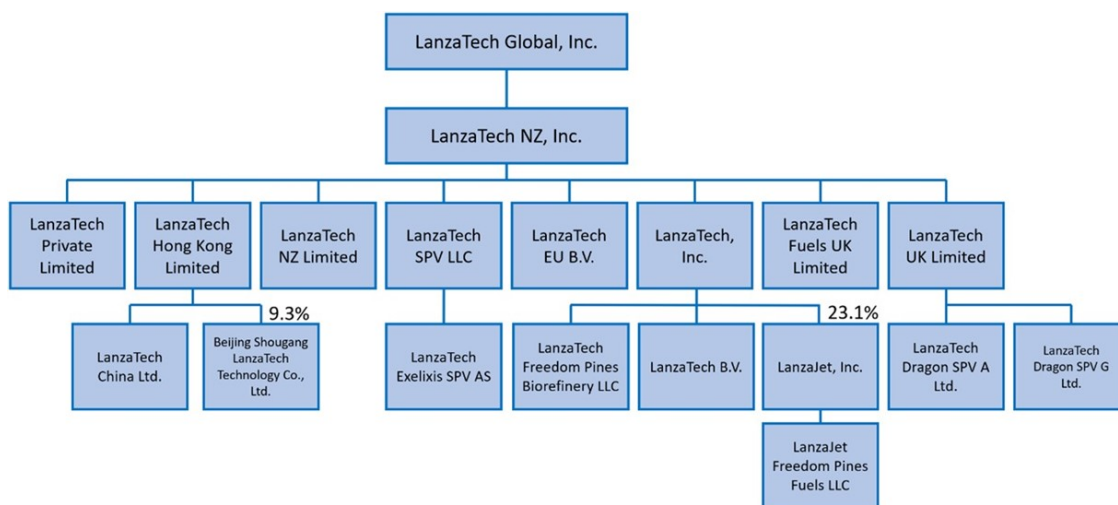 LanzaTech Global, Inc.
LanzaTech NZ, Inc.
LanzaTech
Private
Limited
LanzaTech
Hong Kong
Limited
LanzaTech
NZ Limited
LanzaTech
SPV LLC
LanzaTech
EU B.V.
LanzaTech,
Inc.
LanzaTech
Fuels UK
Limited
LanzaTech
UK Limited
9.3%
23.1%
LanzaTech
China Ltd.
Beijing Shougang
LanzaTech
Technology Co.,
Ltd.
LanzaTech
Exelixis SPV AS
LanzaTech
Freedom Pines
Biorefinery LLC
LanzaTech B.V.
LanzaJet, Inc.
LanzaTech
Dragon SPV A
Ltd.
LanzaTech
Dragon SPV G
Ltd.
LanzaJet
Freedom Pines
Fuels LLC